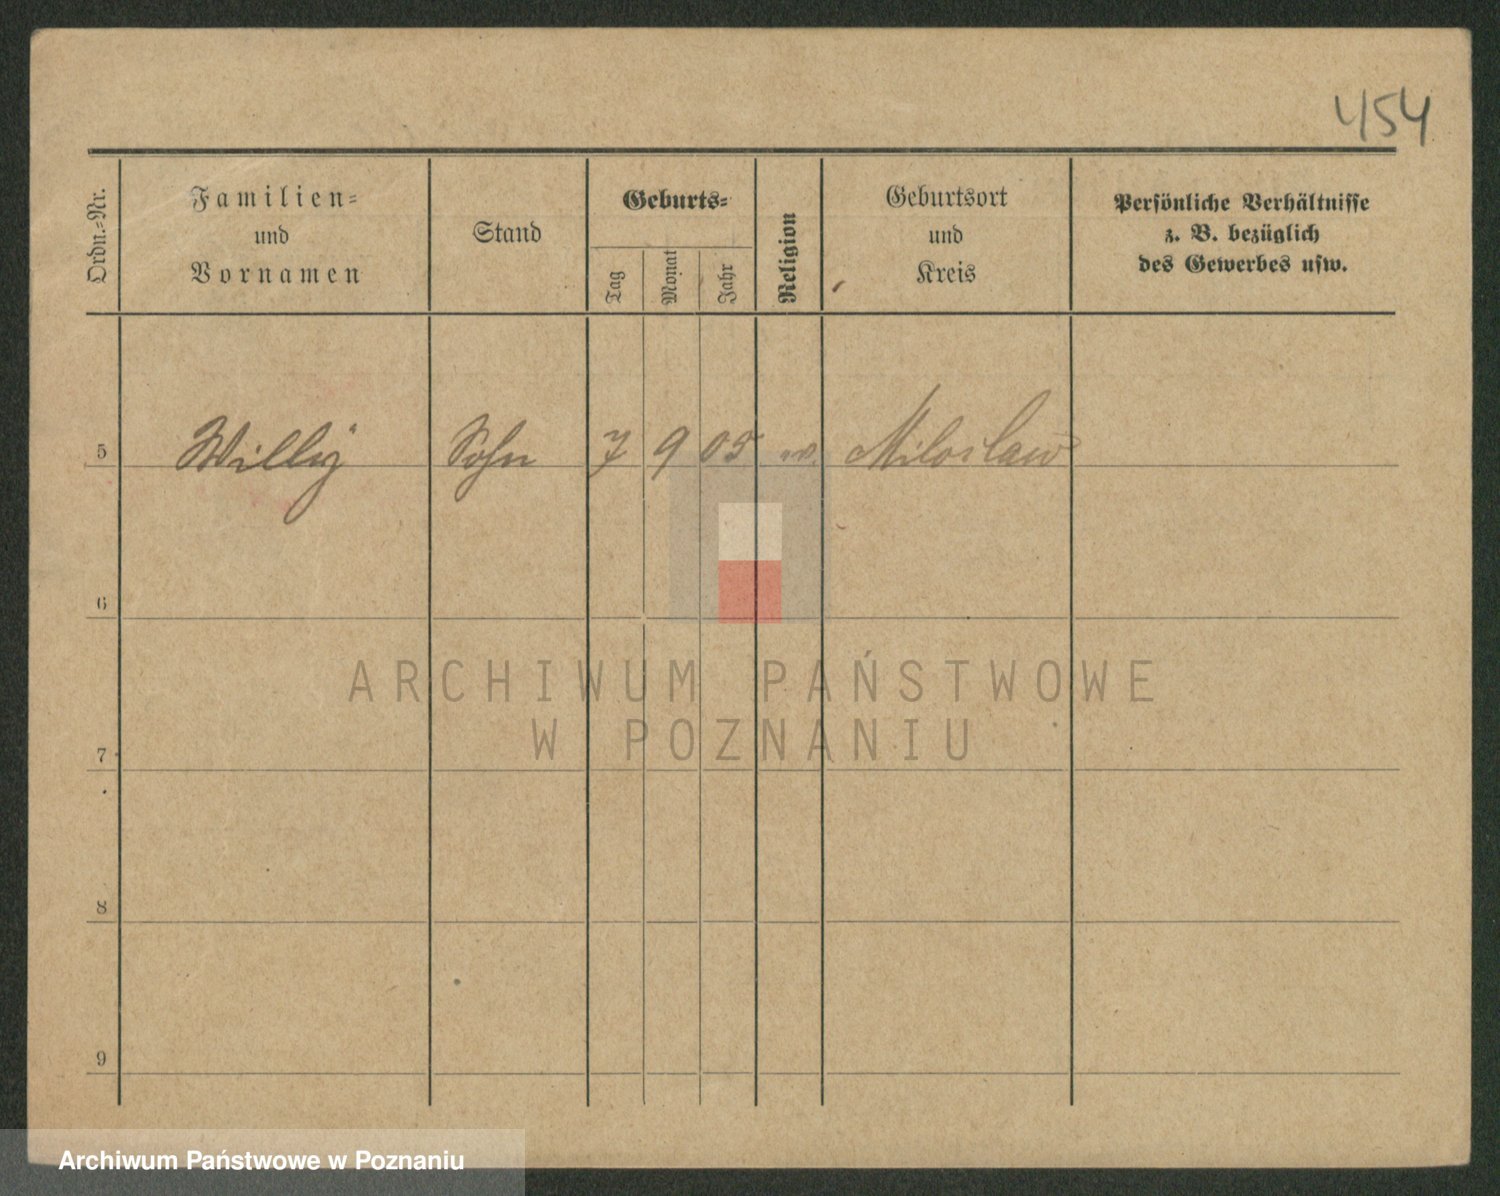 454
Ordn.=Nr.
Familien=
und
Vornamen
Stand
Geburts=
Tag
Monat
Jahr
Religion
Geburtsort
und
Kreis
Persönliche Verhältnisse
z. B. bezüglich
des Gewerbes usw.
5 Willÿ Sohn 7 9 05 Miloslaw
6
7
8
9
ARCHIWUM PAŃSTWOWE
W POZNANIU
Archiwum Państwowe w Poznaniu